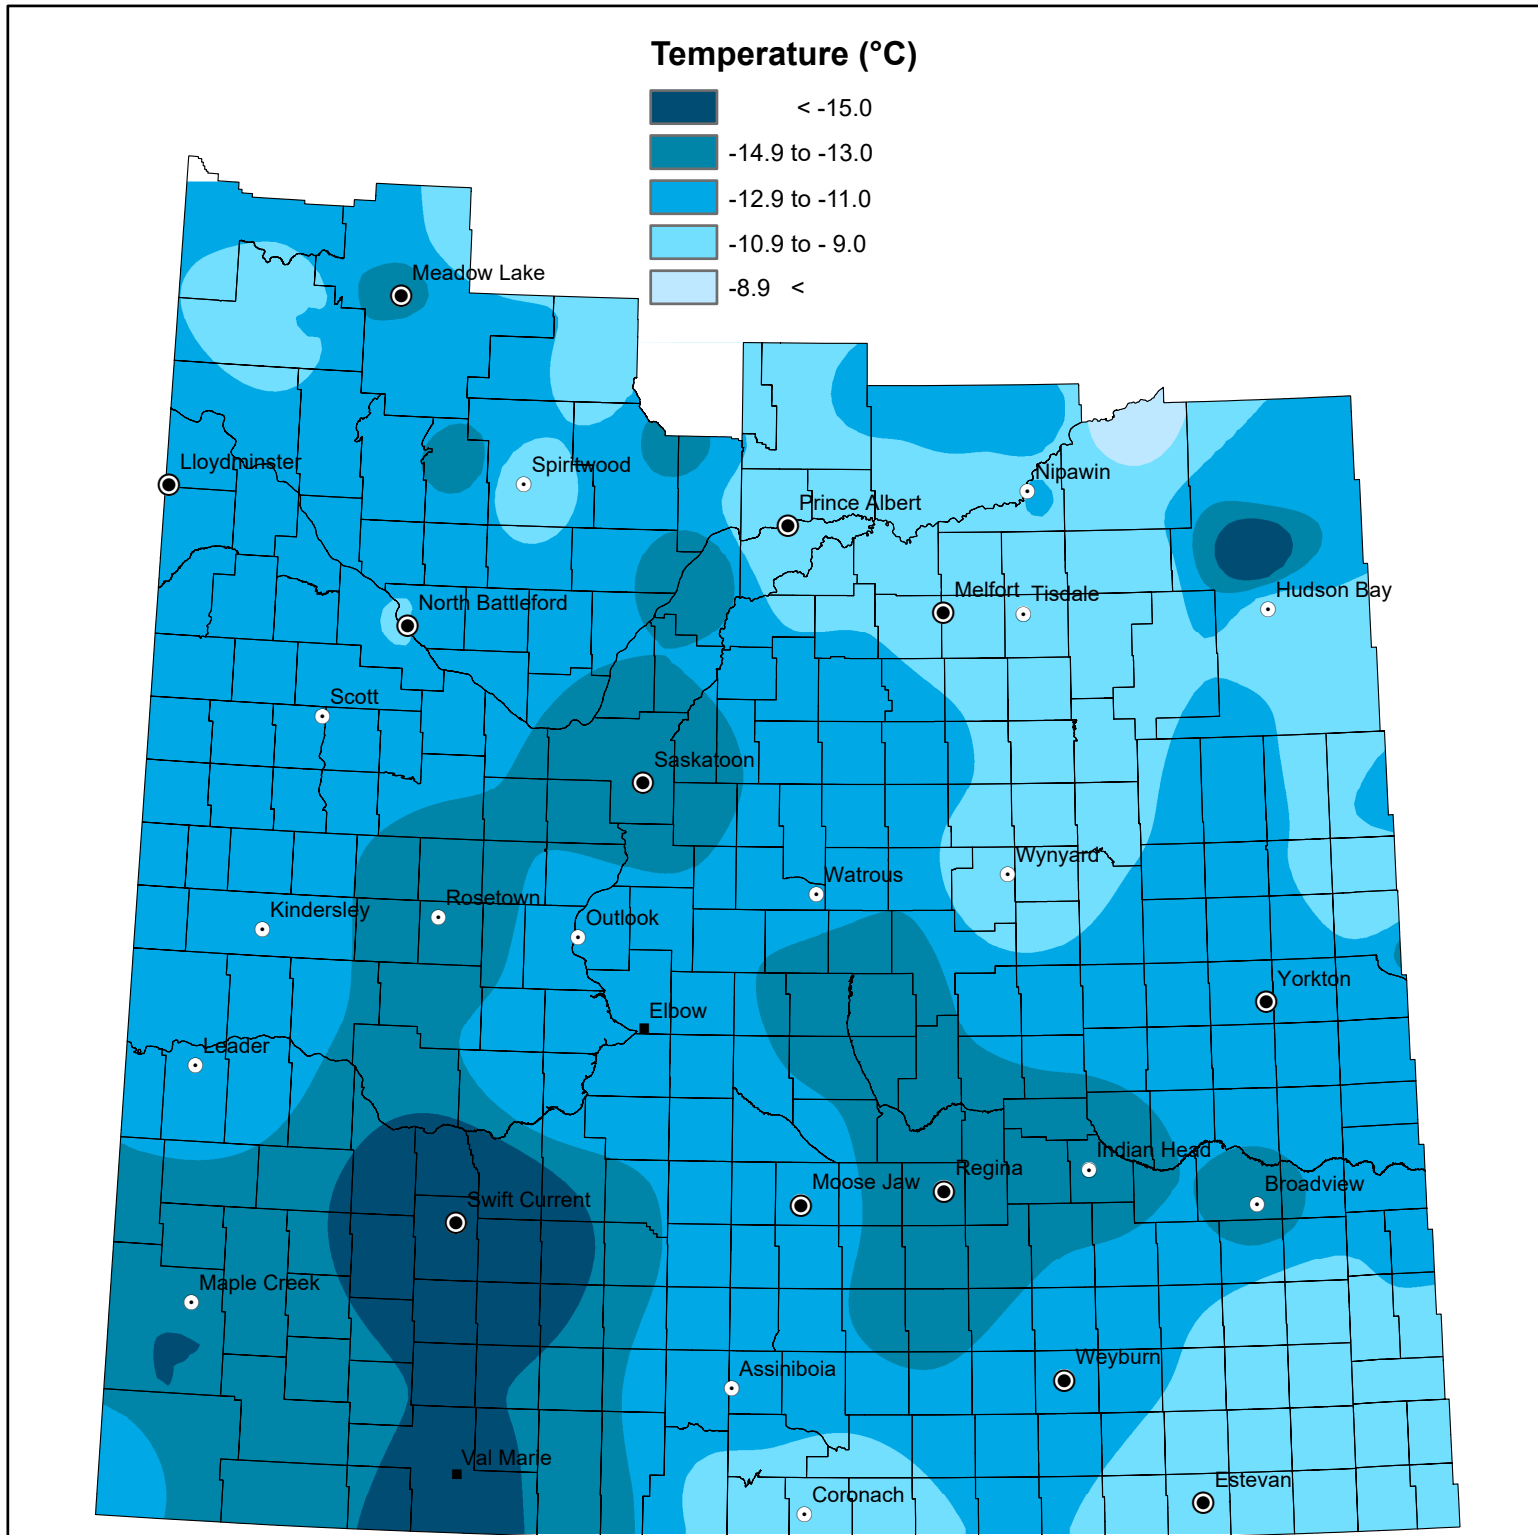 Temperature (°C)
< -15.0
-14.9 to -13.0
-12.9 to -11.0
-10.9 to - 9.0
-8.9 <
Meadow Lake
Lloydminster
Spiritwood
Nipawin
Prince Albert
North Battleford
Melfort
Tisdale
Hudson Bay
Scott
Saskatoon
Wynyard
Watrous
Rosetown
Kindersley
Outlook
Yorkton
Elbow
Leader
Indian Head
Regina
Moose Jaw
Broadview
Swift Current
Maple Creek
Weyburn
Assiniboia
Val Marie
Estevan
Coronach